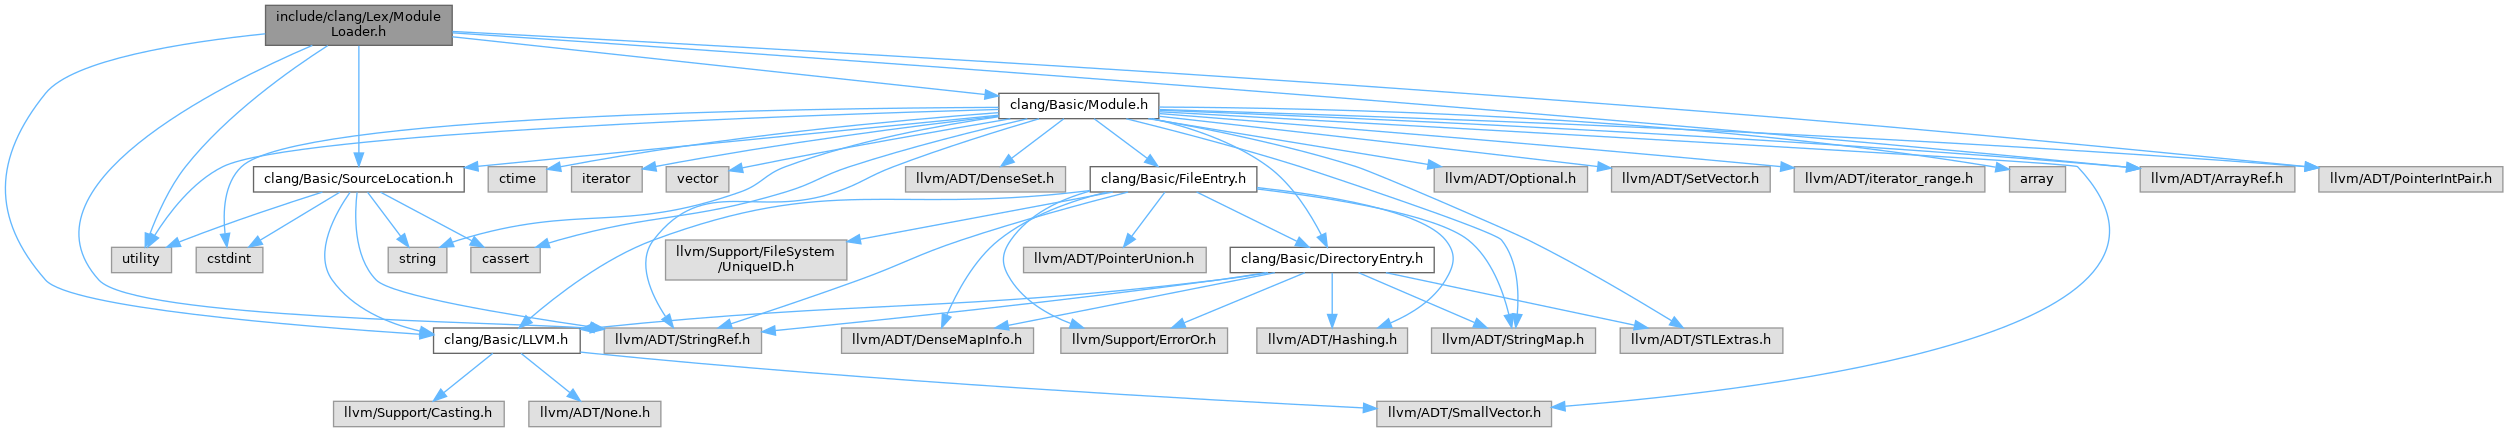 include/clang/Lex/Module
Loader.h
clang/Basic/Module.h
clang/Basic/SourceLocation.h
ctime
iterator
vector
llvm/ADT/DenseSet.h
clang/Basic/FileEntry.h
llvm/ADT/Optional.h
llvm/ADT/SetVector.h
llvm/ADT/iterator_range.h
array
llvm/ADT/ArrayRef.h
llvm/ADT/PointerIntPair.h
utility
cstdint
string
cassert
llvm/Support/FileSystem
/UniqueID.h
llvm/ADT/PointerUnion.h
clang/Basic/DirectoryEntry.h
clang/Basic/LLVM.h
llvm/ADT/StringRef.h
llvm/ADT/DenseMapInfo.h
llvm/Support/ErrorOr.h
llvm/ADT/Hashing.h
llvm/ADT/StringMap.h
llvm/ADT/STLExtras.h
llvm/Support/Casting.h
llvm/ADT/None.h
llvm/ADT/SmallVector.h